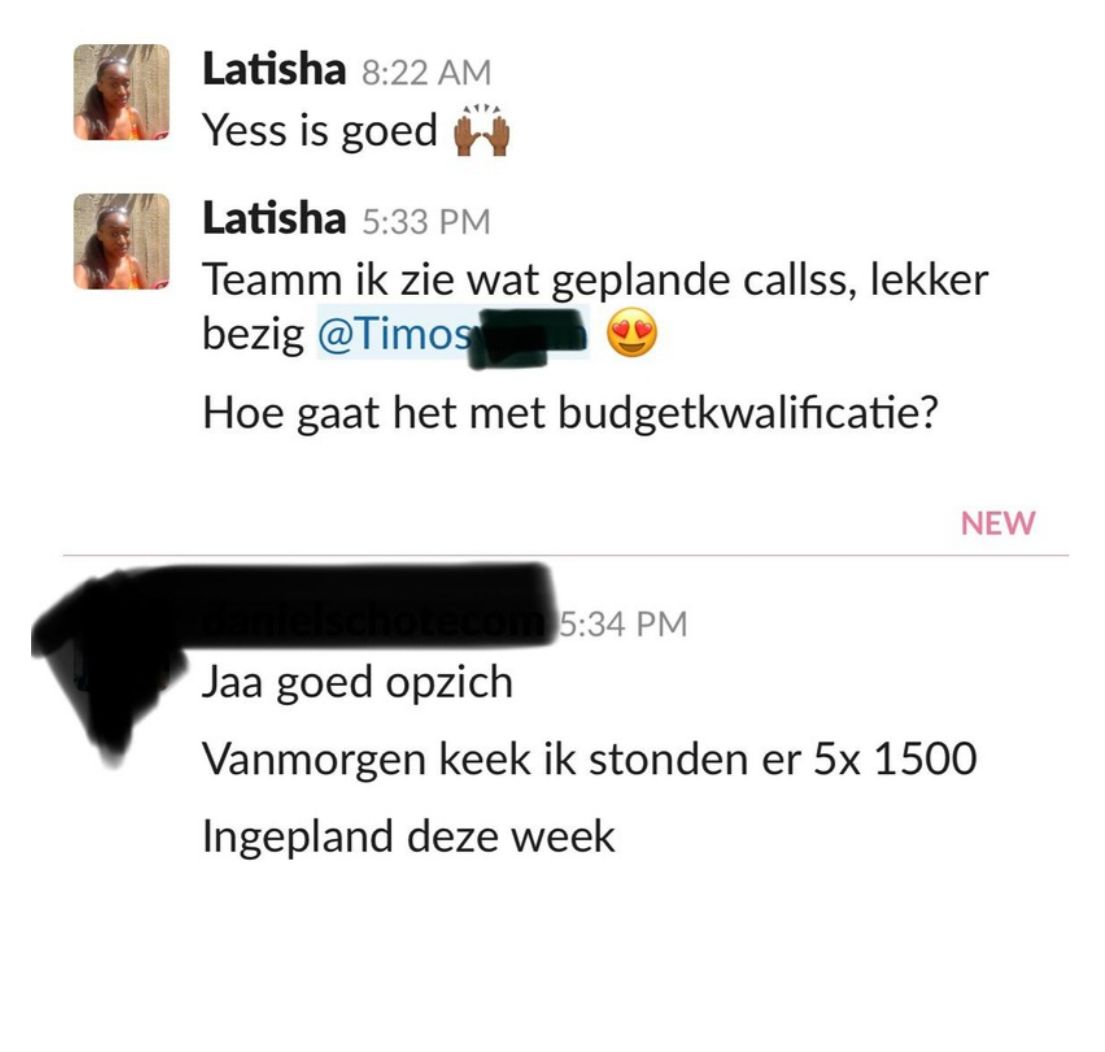 Latisha 8:22 AM
Yess is goed 🙌🏾
Latisha 5:33 PM
Teamm ik zie wat geplande callss, lekker
bezig @Timos 😍
Hoe gaat het met budgetkwalificatie?
NEW
5:34 PM
Jaa goed opzich
Vanmorgen keek ik stonden er 5x 1500
Ingepland deze week